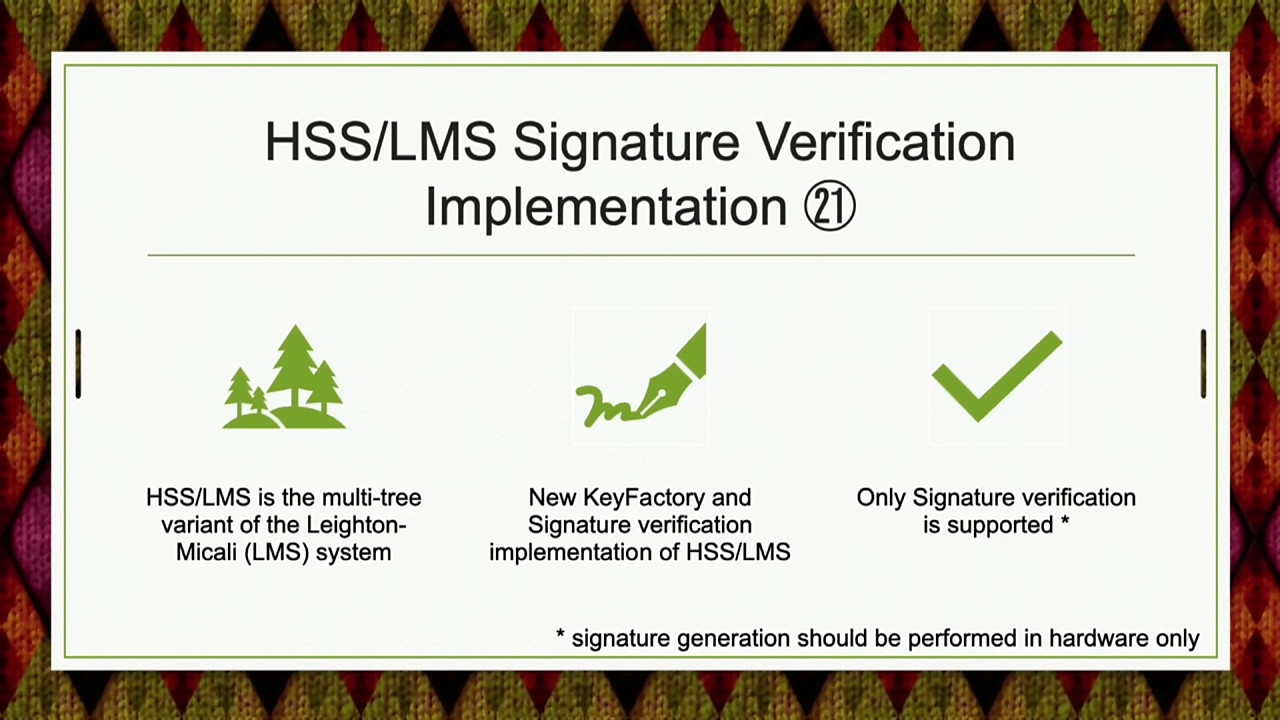 HSS/LMS Signature Verification
Implementation ㉑
HSS/LMS is the multi-tree
variant of the Leighton-
Micali (LMS) system
New KeyFactory and
Signature verification
implementation of HSS/LMS
Only Signature verification
is supported *
* signature generation should be performed in hardware only